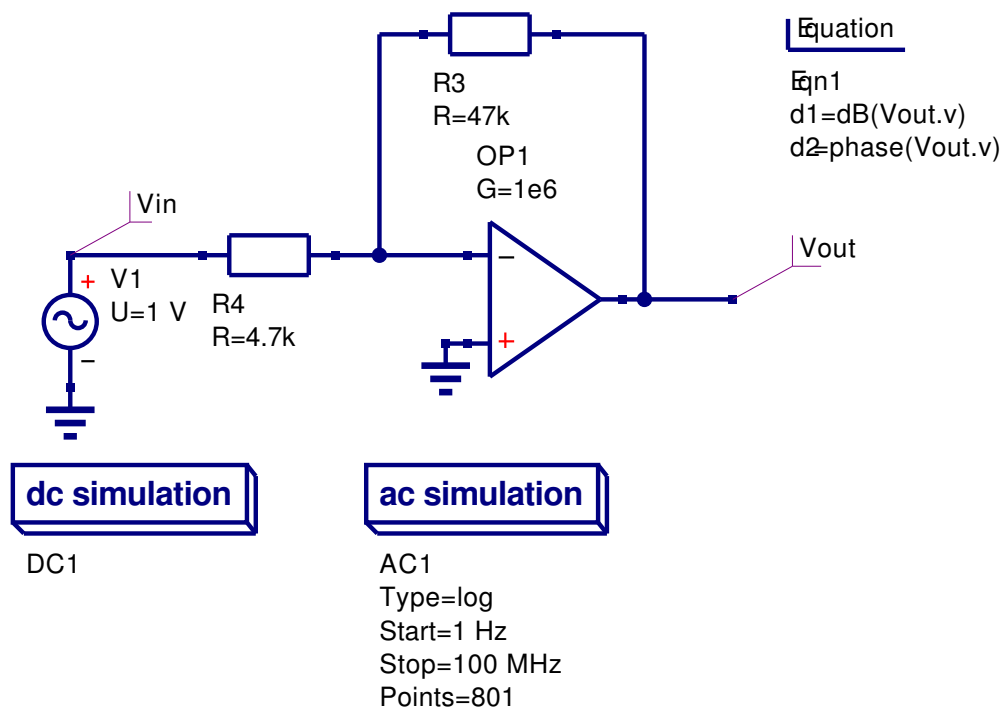 Equation
Eqn1
d1=dB(Vout.v)
d2=phase(Vout.v)
R3
R=47k
OP1
G=1e6
Vin
Vout
V1
U=1 V
R4
R=4.7k
+
−
−
+
dc simulation
DC1
ac simulation
AC1
Type=log
Start=1 Hz
Stop=100 MHz
Points=801